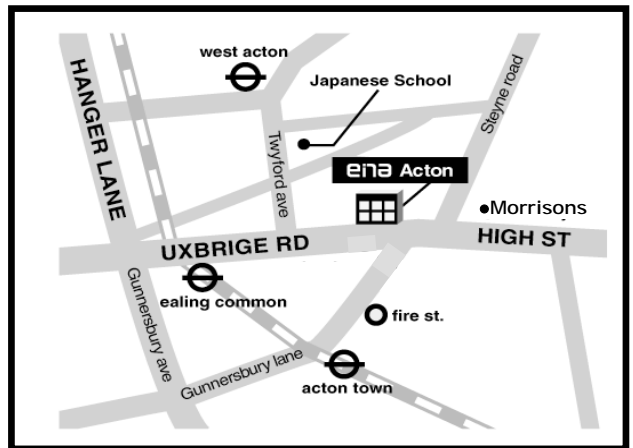 west acton
HANGER LANE
Japanese School
Steyne road
Twyford ave
ena Acton
Morrisons
UXBRIGE RD
HIGH ST
ealing common
Gunnersbury ave
fire st.
Gunnersbury lane
acton town